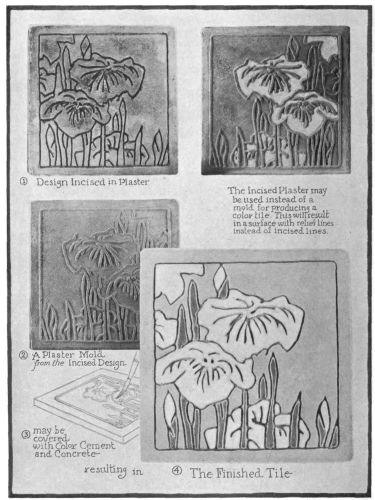 ① Design Incised in Plaster
The Incised Plaster may
be used instead of a
mold for producing a
color tile. This will result
in a surface with relief lines
instead of incised lines.
② A Plaster Mold
from the Incised Design
③ may be
covered
with Color Cement
and Concrete-
resulting in
④ The Finished Tile-